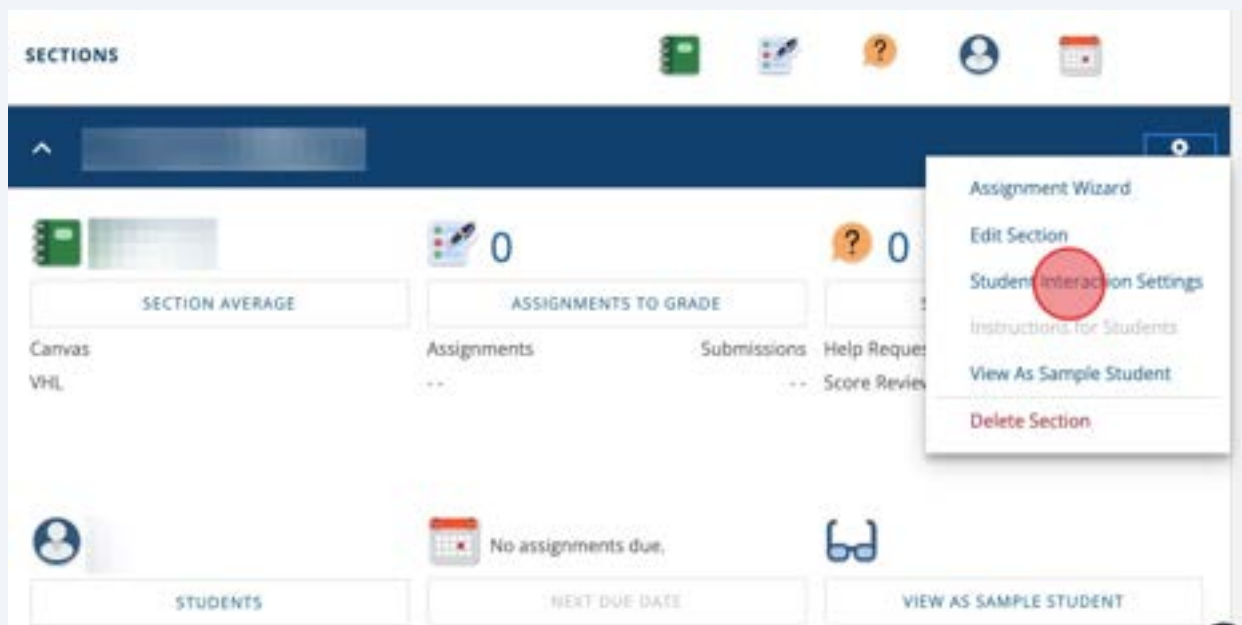 SECTIONS
Assignment Wizard
Edit Section
Student Interaction Settings
Instructions for Students
View As Sample Student
Delete Section
0
0
SECTION AVERAGE
ASSIGNMENTS TO GRADE
Canvas
Assignments Submissions
Help
VHL
-- --
Score
No assignments due.
STUDENTS
NEXT DUE DATE
VIEW AS SAMPLE STUDENT